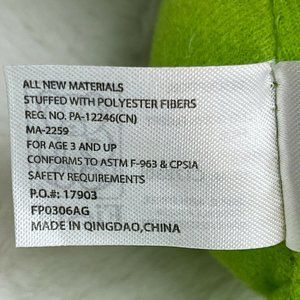 ALL NEW MATERIALS
STUFFED WITH POLYESTER FIBERS
REG. NO. PA-12246(CN)
MA-2259
FOR AGE 3 AND UP
CONFORMS TO ASTM F-963 & CPSIA
SAFETY REQUIREMENTS
P.O.#: 17903
FP0306AG
MADE IN QINGDAO,CHINA